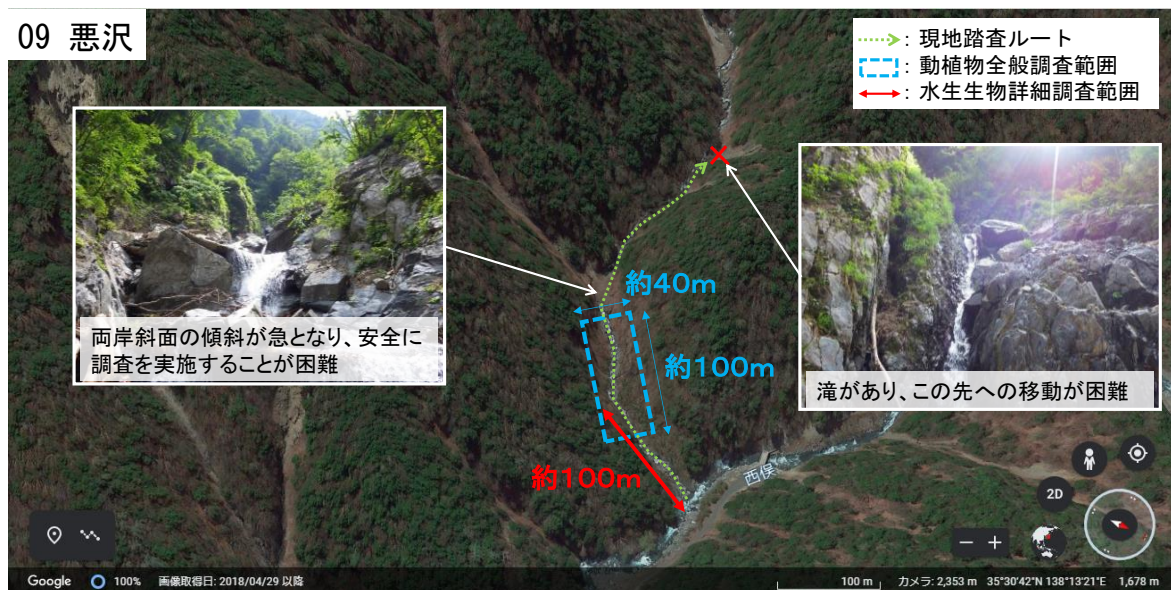 09 悪沢
……>：現地踏査ルート
：動植物全般調査範囲
：水生生物詳細調査範囲
両岸斜面の傾斜が急となり、安全に
調査を実施することが困難
滝があり、この先への移動が困難
約40m
約100m
約100m
西俣
2D
Google 100% 画像取得日: 2018/04/29 以降 100 m カメラ: 2,353 m 35°30'42"N 138°13'21"E 1,678 m